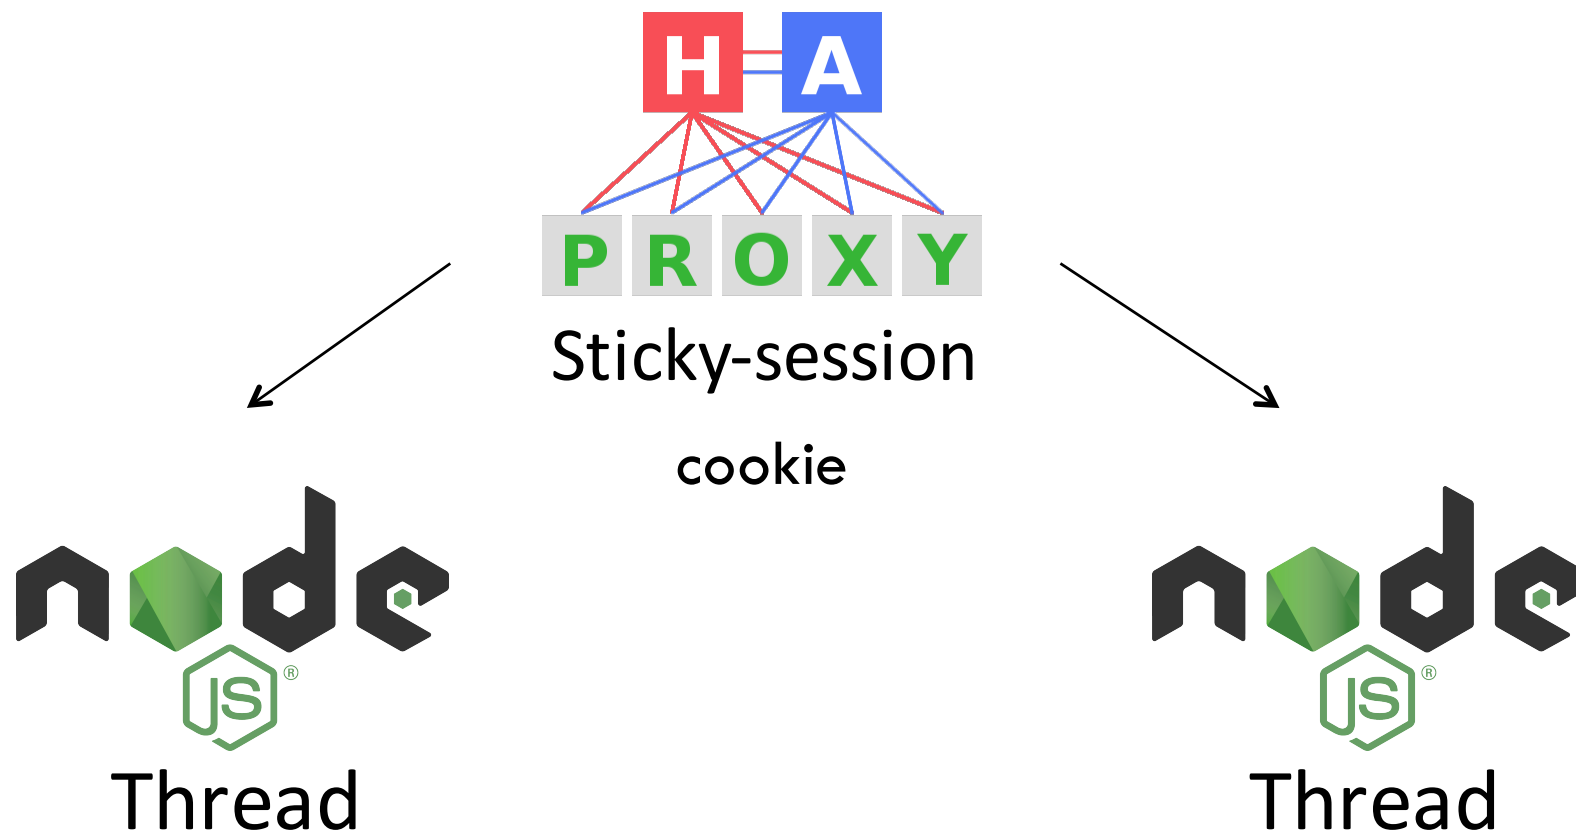 HA
PROXY
Sticky-session
cookie
node
JS®
Thread
node
JS®
Thread